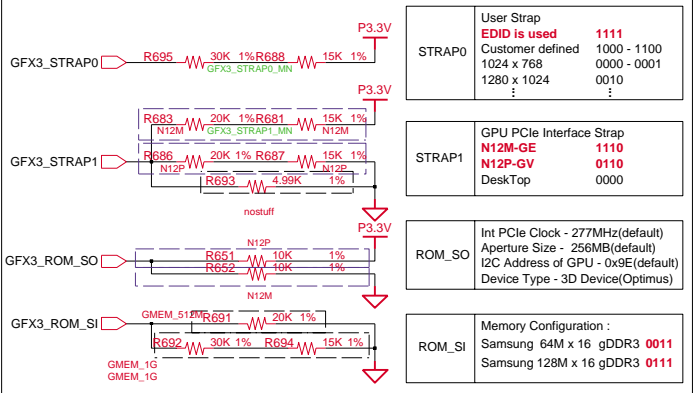 P3.3V
GFX3_STRAP0
R695 30K 1% R688 15K 1%
GFX3_STRAP0_MN
P3.3V
R683 20K 1% R681 15K 1%
N12M GFX3_STRAP1_MN N12M
GFX3_STRAP1
R686 20K 1% R687 15K 1%
N12P N12P
R693 4.99K 1%
nostuff
P3.3V
N12P
GFX3_ROM_SO
R651 10K 1%
R652 10K 1%
N12M
GFX3_ROM_SI
GMEM_512M R691 20K 1%
R692 30K 1% R694 15K 1%
GMEM_1G
GMEM_1G
STRAP0
User Strap
EDID is used 1111
Customer defined 1000 - 1100
1024 x 768 0000 - 0001
1280 x 1024 0010
⋮ ⋮
STRAP1
GPU PCIe Interface Strap
N12M-GE 1110
N12P-GV 0110
DeskTop 0000
ROM_SO
Int PCIe Clock - 277MHz(default)
Aperture Size - 256MB(default)
I2C Address of GPU - 0x9E(default)
Device Type - 3D Device(Optimus)
ROM_SI
Memory Configuration :
Samsung 64M x 16 gDDR3 0011
Samsung 128M x 16 gDDR3 0111